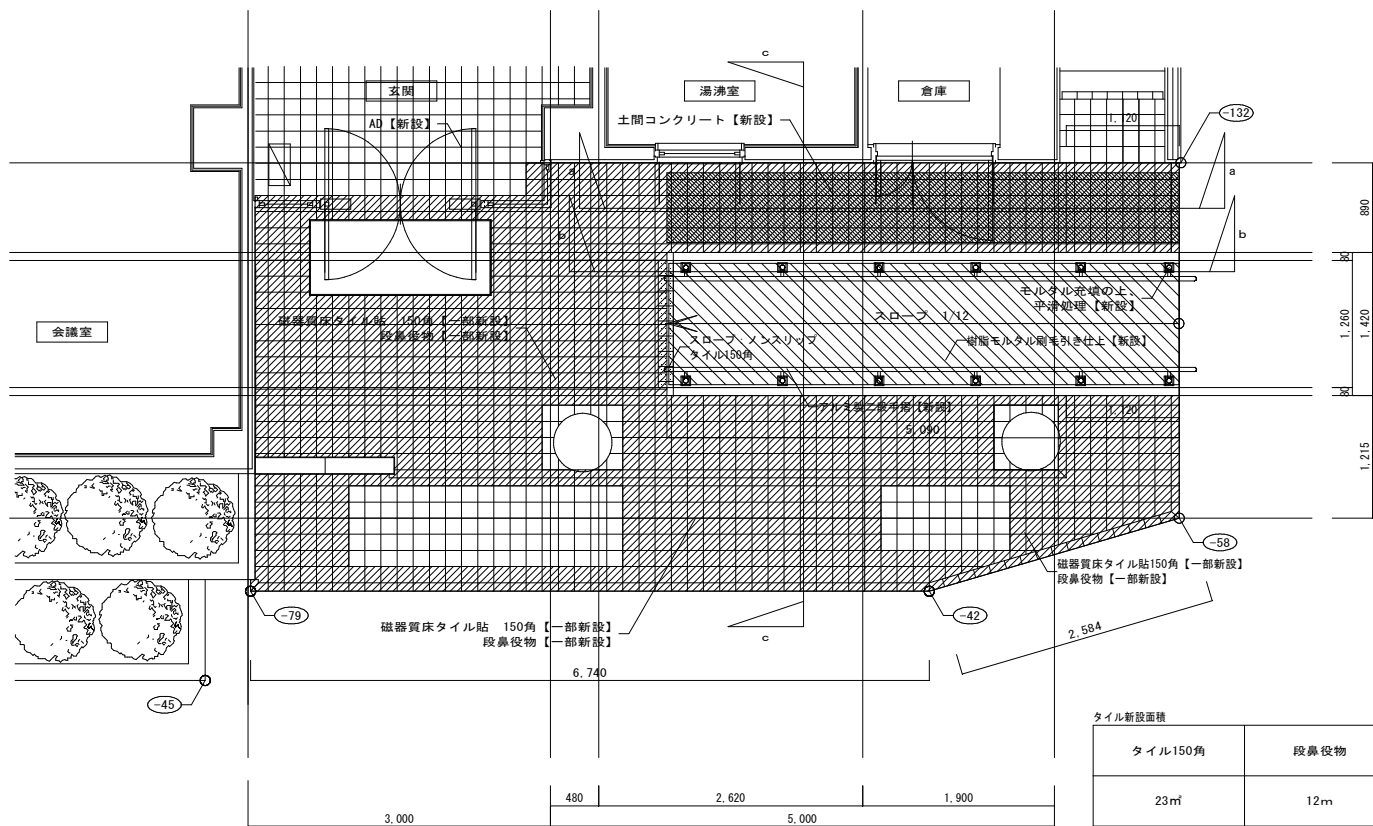 c
玄関
湯沸室
倉庫
AD【新設】
土間コンクリート【新設】
1,120
-132
a
a
b
b
890
80
1,260
1,420
80
1,215
会議室
磁器質床タイル貼 150角【一部新設】
段鼻役物【一部新設】
スロープ：ノンスリップ
タイル150角
スロープ 1/12
モルタル充填の上、
平滑処理【新設】
樹脂モルタル刷毛引き仕上【新設】
アルミ製二段手摺【新設】
5,090
1,120
-58
磁器質床タイル貼150角【一部新設】
段鼻役物【一部新設】
-79
-42
磁器質床タイル貼 150角【一部新設】
段鼻役物【一部新設】
c
2,584
6,740
-45
タイル新設面積
タイル150角
段鼻役物
23㎡
12m
480
2,620
1,900
3,000
5,000